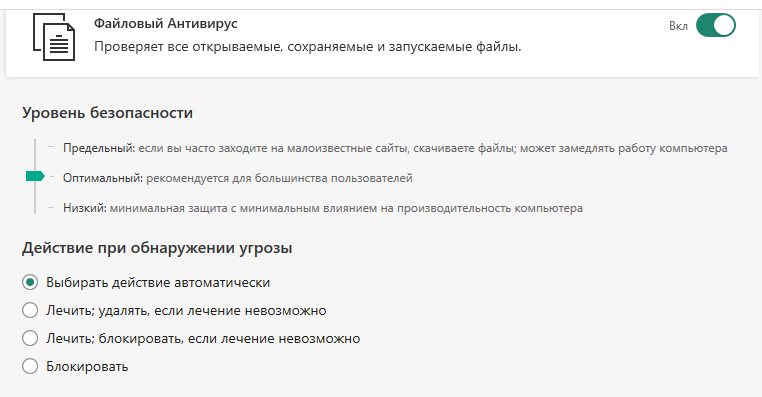 Файловый Антивирус
Вкл
Проверяет все открываемые, сохраняемые и запускаемые файлы.
Уровень безопасности
Предельный: если вы часто заходите на малоизвестные сайты, скачиваете файлы; может замедлять работу компьютера
Оптимальный: рекомендуется для большинства пользователей
Низкий: минимальная защита с минимальным влиянием на производительность компьютера
Действие при обнаружении угрозы
Выбирать действие автоматически
Лечить; удалять, если лечение невозможно
Лечить; блокировать, если лечение невозможно
Блокировать